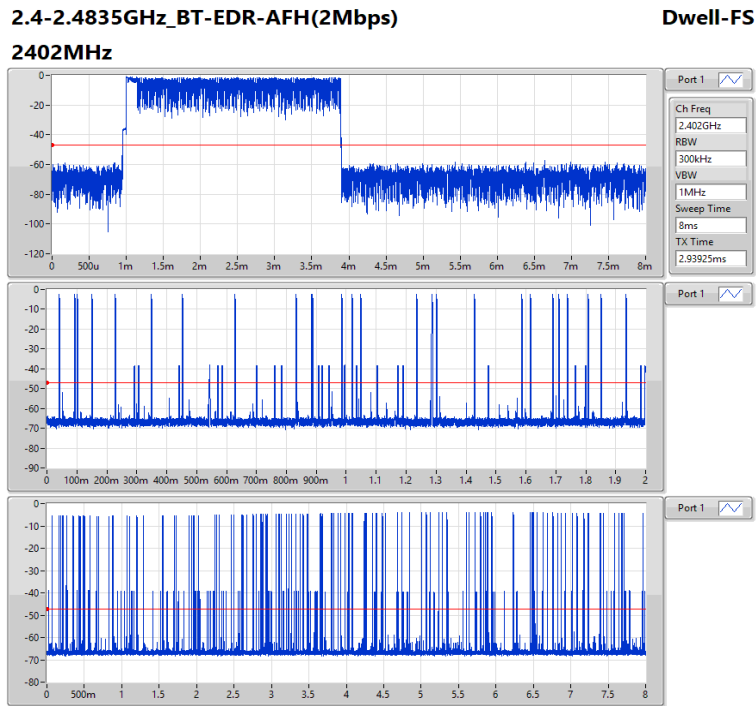 2.4-2.4835GHz_BT-EDR-AFH(2Mbps) Dwell-FS
2402MHz
Port 1
Ch Freq
2.402GHz
RBW
300kHz
VBW
1MHz
Sweep Time
8ms
TX Time
2.93925ms
0
-20
-40
-60
-80
-100
-120
0 500u 1m 1.5m 2m 2.5m 3m 3.5m 4m 4.5m 5m 5.5m 6m 6.5m 7m 7.5m 8m
Port 1
0
-10
-20
-30
-40
-50
-60
-70
-80
-90
0 100m 200m 300m 400m 500m 600m 700m 800m 900m 1 1.1 1.2 1.3 1.4 1.5 1.6 1.7 1.8 1.9 2
Port 1
0
-10
-20
-30
-40
-50
-60
-70
-80
0 500m 1 1.5 2 2.5 3 3.5 4 4.5 5 5.5 6 6.5 7 7.5 8